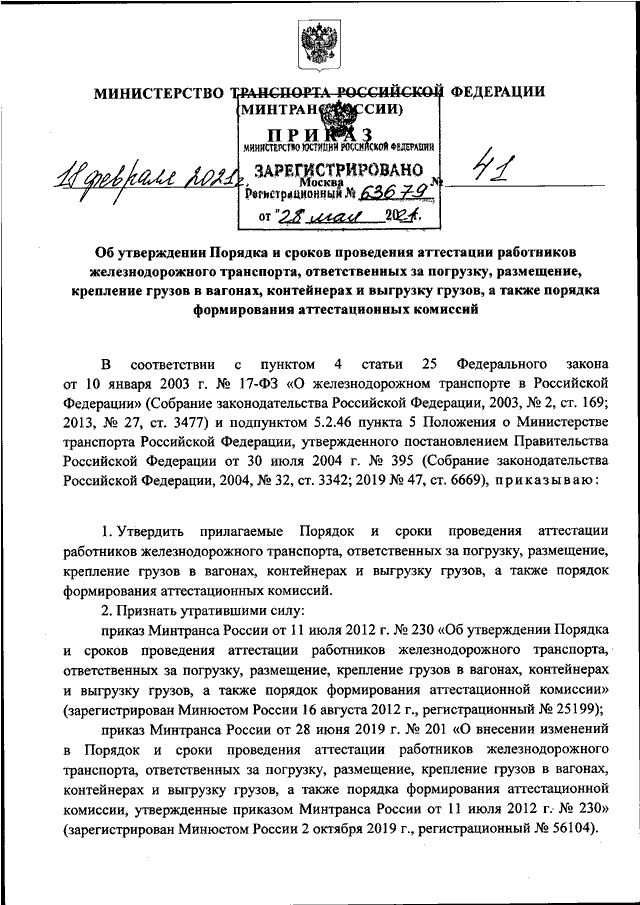 МИНИСТЕРСТВО ТРАНСПОРТА РОССИЙСКОЙ ФЕДЕРАЦИИ
(МИНТРАНС РОССИИ)
ПРИКАЗ
МИНИСТЕРСТВО ЮСТИЦИИ РОССИЙСКОЙ ФЕДЕРАЦИИ
ЗАРЕГИСТРИРОВАНО
18 февраля 2021г. Москва № 41
Регистрационный № 63679
от "28 мая 2021г.
Об утверждении Порядка и сроков проведения аттестации работников
железнодорожного транспорта, ответственных за погрузку, размещение,
крепление грузов в вагонах, контейнерах и выгрузку грузов, а также порядка
формирования аттестационных комиссий
В соответствии с пунктом 4 статьи 25 Федерального закона
от 10 января 2003 г. № 17-ФЗ «О железнодорожном транспорте в Российской
Федерации» (Собрание законодательства Российской Федерации, 2003, № 2, ст. 169;
2013, № 27, ст. 3477) и подпунктом 5.2.46 пункта 5 Положения о Министерстве
транспорта Российской Федерации, утвержденного постановлением Правительства
Российской Федерации от 30 июля 2004 г. № 395 (Собрание законодательства
Российской Федерации, 2004, № 32, ст. 3342; 2019 № 47, ст. 6669), приказываю:
1. Утвердить прилагаемые Порядок и сроки проведения аттестации
работников железнодорожного транспорта, ответственных за погрузку, размещение,
крепление грузов в вагонах, контейнерах и выгрузку грузов, а также порядок
формирования аттестационных комиссий.
2. Признать утратившими силу:
приказ Минтранса России от 11 июля 2012 г. № 230 «Об утверждении Порядка
и сроков проведения аттестации работников железнодорожного транспорта,
ответственных за погрузку, размещение, крепление грузов в вагонах, контейнерах
и выгрузку грузов, а также порядок формирования аттестационной комиссии»
(зарегистрирован Минюстом России 16 августа 2012 г., регистрационный № 25199);
приказ Минтранса России от 28 июня 2019 г. № 201 «О внесении изменений
в Порядок и сроки проведения аттестации работников железнодорожного
транспорта, ответственных за погрузку, размещение, крепление грузов в вагонах,
контейнерах и выгрузку грузов, а также порядка формирования аттестационной
комиссии, утвержденные приказом Минтранса России от 11 июля 2012 г. № 230»
(зарегистрирован Минюстом России 2 октября 2019 г., регистрационный № 56104).